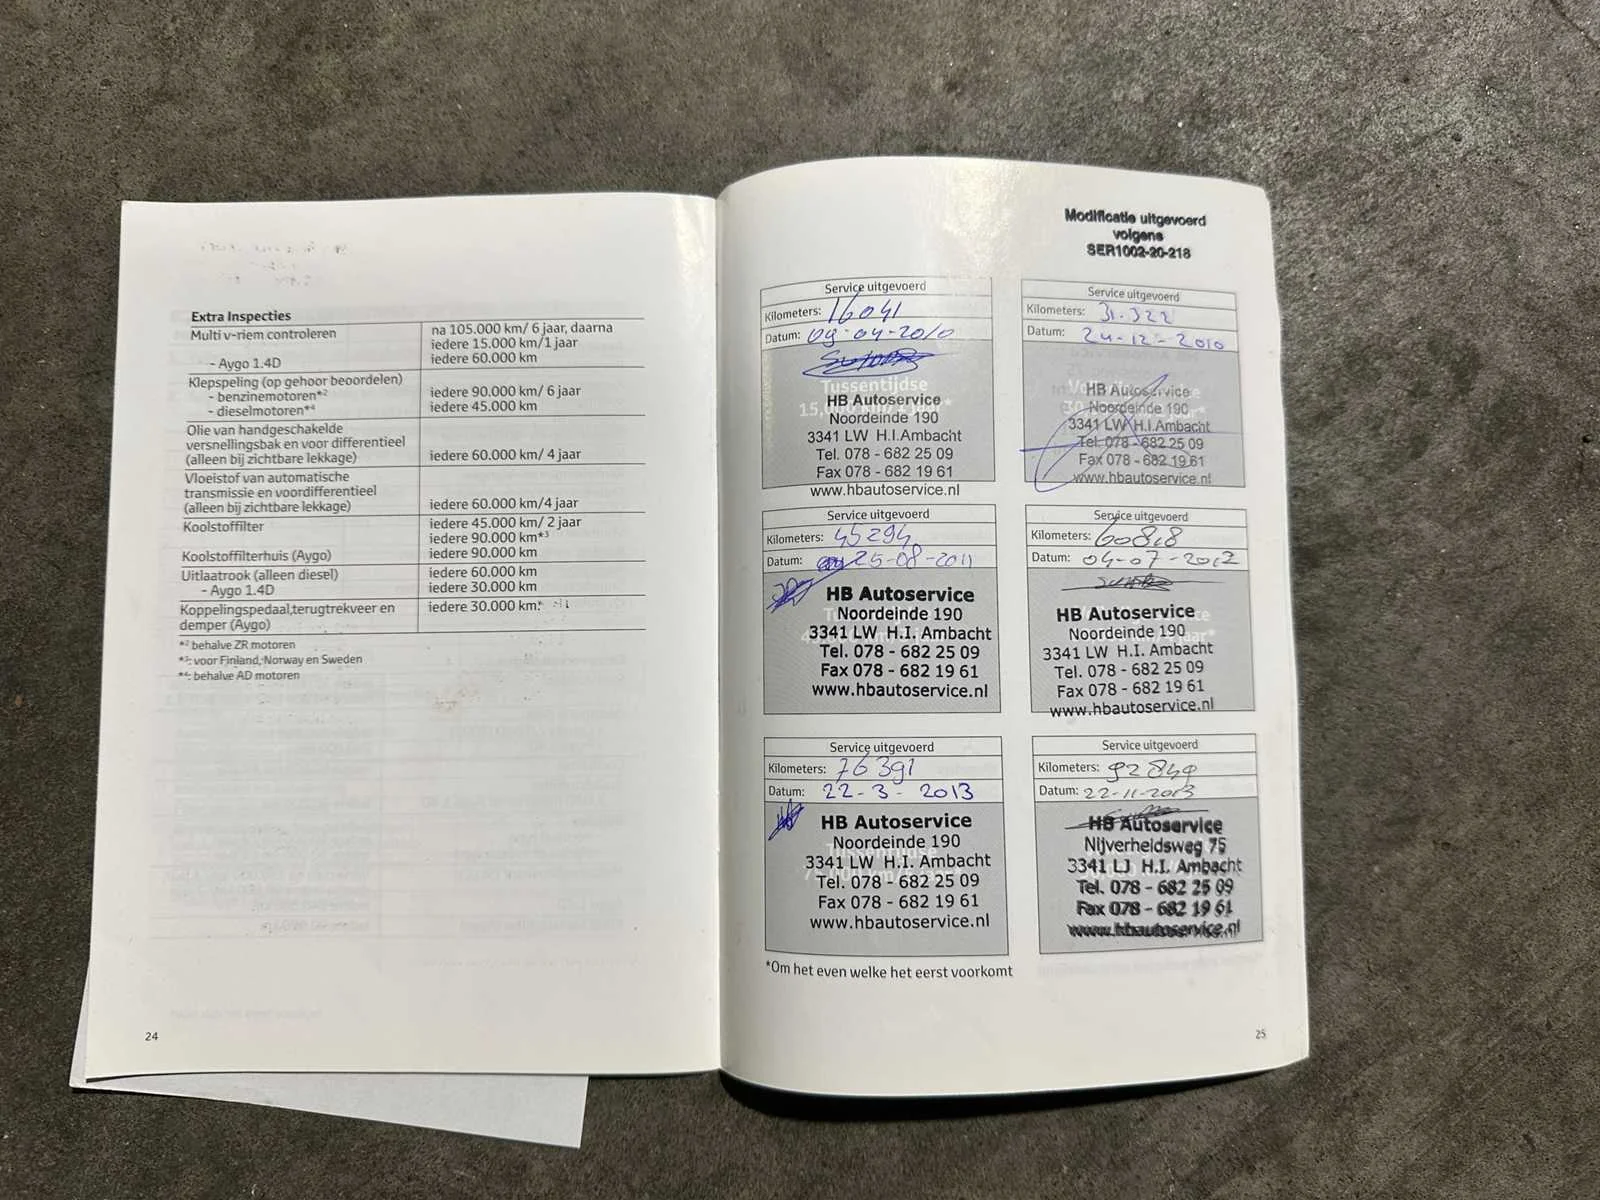 Extra Inspecties
Multi v-riem controleren
na 105.000 km/ 6 jaar, daarna
iedere 15.000 km/1 jaar
- Aygo 1.4D
iedere 60.000 km
Klepspeling (op gehoor beoordelen)
- benzinemotoren*2
iedere 90.000 km/ 6 jaar
- dieselmotoren*4
iedere 45.000 km
Olie van handgeschakelde
versnellingsbak en voor differentieel
(alleen bij zichtbare lekkage)
iedere 60.000 km/ 4 jaar
Vloeistof van automatische
transmissie en voordifferentieel
(alleen bij zichtbare lekkage)
iedere 60.000 km/4 jaar
Koolstoffilter
iedere 45.000 km/ 2 jaar
iedere 90.000 km*3
Koolstoffilterhuis (Aygo)
iedere 90.000 km
Uitlaatrook (alleen diesel)
iedere 60.000 km
- Aygo 1.4D
iedere 30.000 km
Koppelingspedaal,terugtrekveer en
demper (Aygo)
iedere 30.000 km
*2 behalve ZR motoren
*3: voor Finland, Norway en Sweden
*4: behalve AD motoren
24
Modificatie uitgevoerd
volgens
SER1002-20-218
Service uitgevoerd
Kilometers: 16041
Datum: 09-04-2010
Tussentijdse
15,000 km/1 jaar*
HB Autoservice
Noordeinde 190
3341 LW H.I.Ambacht
Tel. 078 - 682 25 09
Fax 078 - 682 19 61
www.hbautoservice.nl
Service uitgevoerd
Kilometers: 31.322
Datum: 24-12-2010
HB Autoservice
Noordeinde 190
3341 LW H.I.Ambacht
Tel. 078 - 682 25 09
Fax 078 - 682 19 61
www.hbautoservice.nl
Service uitgevoerd
Kilometers: 45294
Datum: 25-08-2011
HB Autoservice
Noordeinde 190
3341 LW H.I. Ambacht
Tel. 078 - 682 25 09
Fax 078 - 682 19 61
www.hbautoservice.nl
Service uitgevoerd
Kilometers: 60818
Datum: 04-07-2012
HB Autoservice
Noordeinde 190
3341 LW H.I. Ambacht
Tel. 078 - 682 25 09
Fax 078 - 682 19 61
www.hbautoservice.nl
Service uitgevoerd
Kilometers: 76391
Datum: 22-3-2013
HB Autoservice
Noordeinde 190
3341 LW H.I. Ambacht
Tel. 078 - 682 25 09
Fax 078 - 682 19 61
www.hbautoservice.nl
Tussentijdse
75,000 km/5 jaar*
Service uitgevoerd
Kilometers: 92849
Datum: 22-11-2013
HB Autoservice
Nijverheidsweg 75
3341 LJ H.I. Ambacht
Tel. 078 - 682 25 09
Fax 078 - 682 19 61
www.hbautoservice.nl
*Om het even welke het eerst voorkomt
25